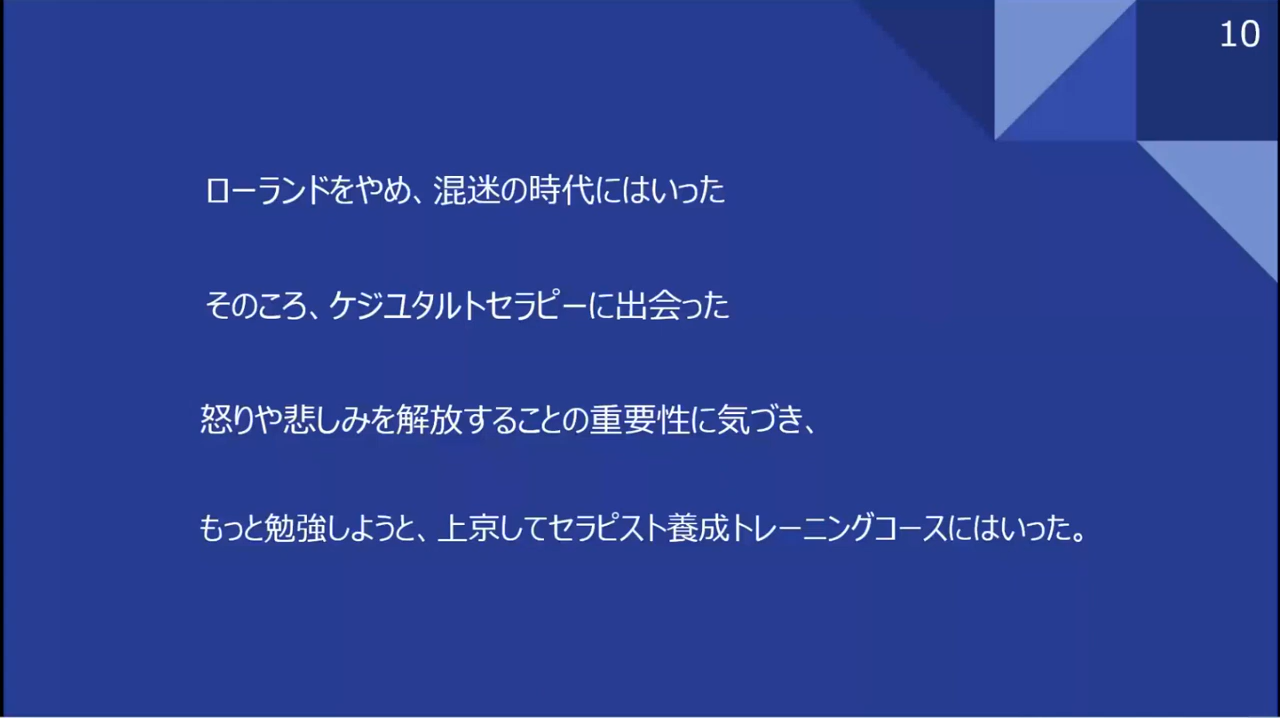 10
ローランドをやめ、混迷の時代にはいった
そのころ、ケジユタルトセラピーに出会った
怒りや悲しみを解放することの重要性に気づき、
もっと勉強しようと、上京してセラピスト養成トレーニングコースにはいった。